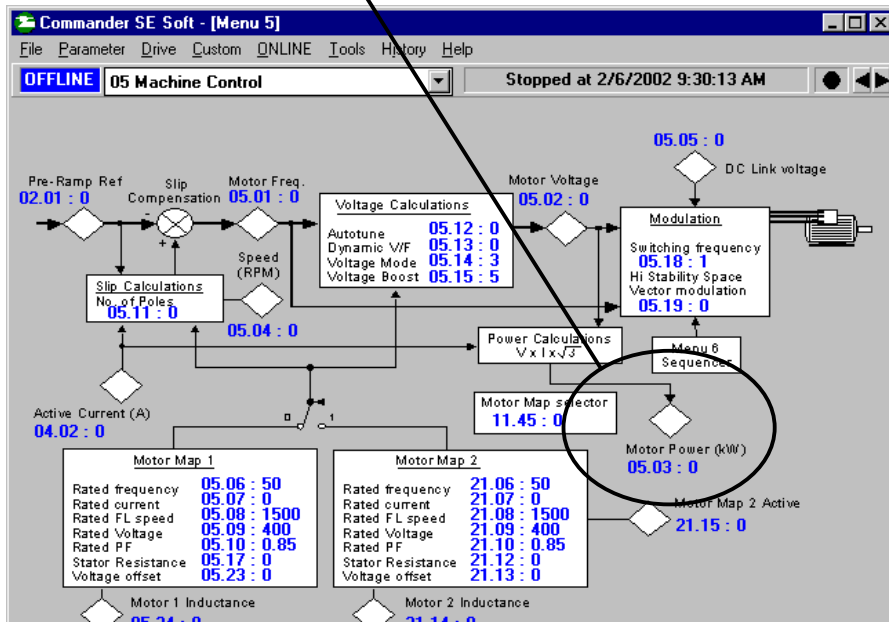 Commander SE Soft - [Menu 5]
File Parameter Drive Custom ONLINE Tools History Help
OFFLINE 05 Machine Control Stopped at 2/6/2002 9:30:13 AM
05.05 : 0
DC Link voltage
Pre-Ramp Ref
02.01 : 0
Slip
Compensation
Motor Freq.
05.01 : 0
Motor Voltage
05.02 : 0
Voltage Calculations
Autotune 05.12 : 0
Dynamic V/F 05.13 : 0
Voltage Mode 05.14 : 3
Voltage Boost 05.15 : 5
Modulation
Switching frequency
05.18 : 1
Hi Stability Space
Vector modulation
05.19 : 0
- +
Speed
(RPM)
05.04 : 0
Slip Calculations
No. of Poles
05.11 : 0
Power Calculations
V x I x√3
Menu 6
Sequences
Active Current (A)
04.02 : 0
0 1
Motor Map selector
11.45 : 0
Motor Power (kW)
05.03 : 0
Motor Map 1
Rated frequency 05.06 : 50
Rated current 05.07 : 0
Rated FL speed 05.08 : 1500
Rated Voltage 05.09 : 400
Rated PF 05.10 : 0.85
Stator Resistance 05.17 : 0
Voltage offset 05.23 : 0
Motor Map 2
Rated frequency 21.06 : 50
Rated current 21.07 : 0
Rated FL speed 21.08 : 1500
Rated Voltage 21.09 : 400
Rated PF 21.10 : 0.85
Stator Resistance 21.12 : 0
Voltage offset 21.13 : 0
Motor Map 2 Active
21.15 : 0
Motor 1 Inductance
05.24 : 0
Motor 2 Inductance
21.14 : 0